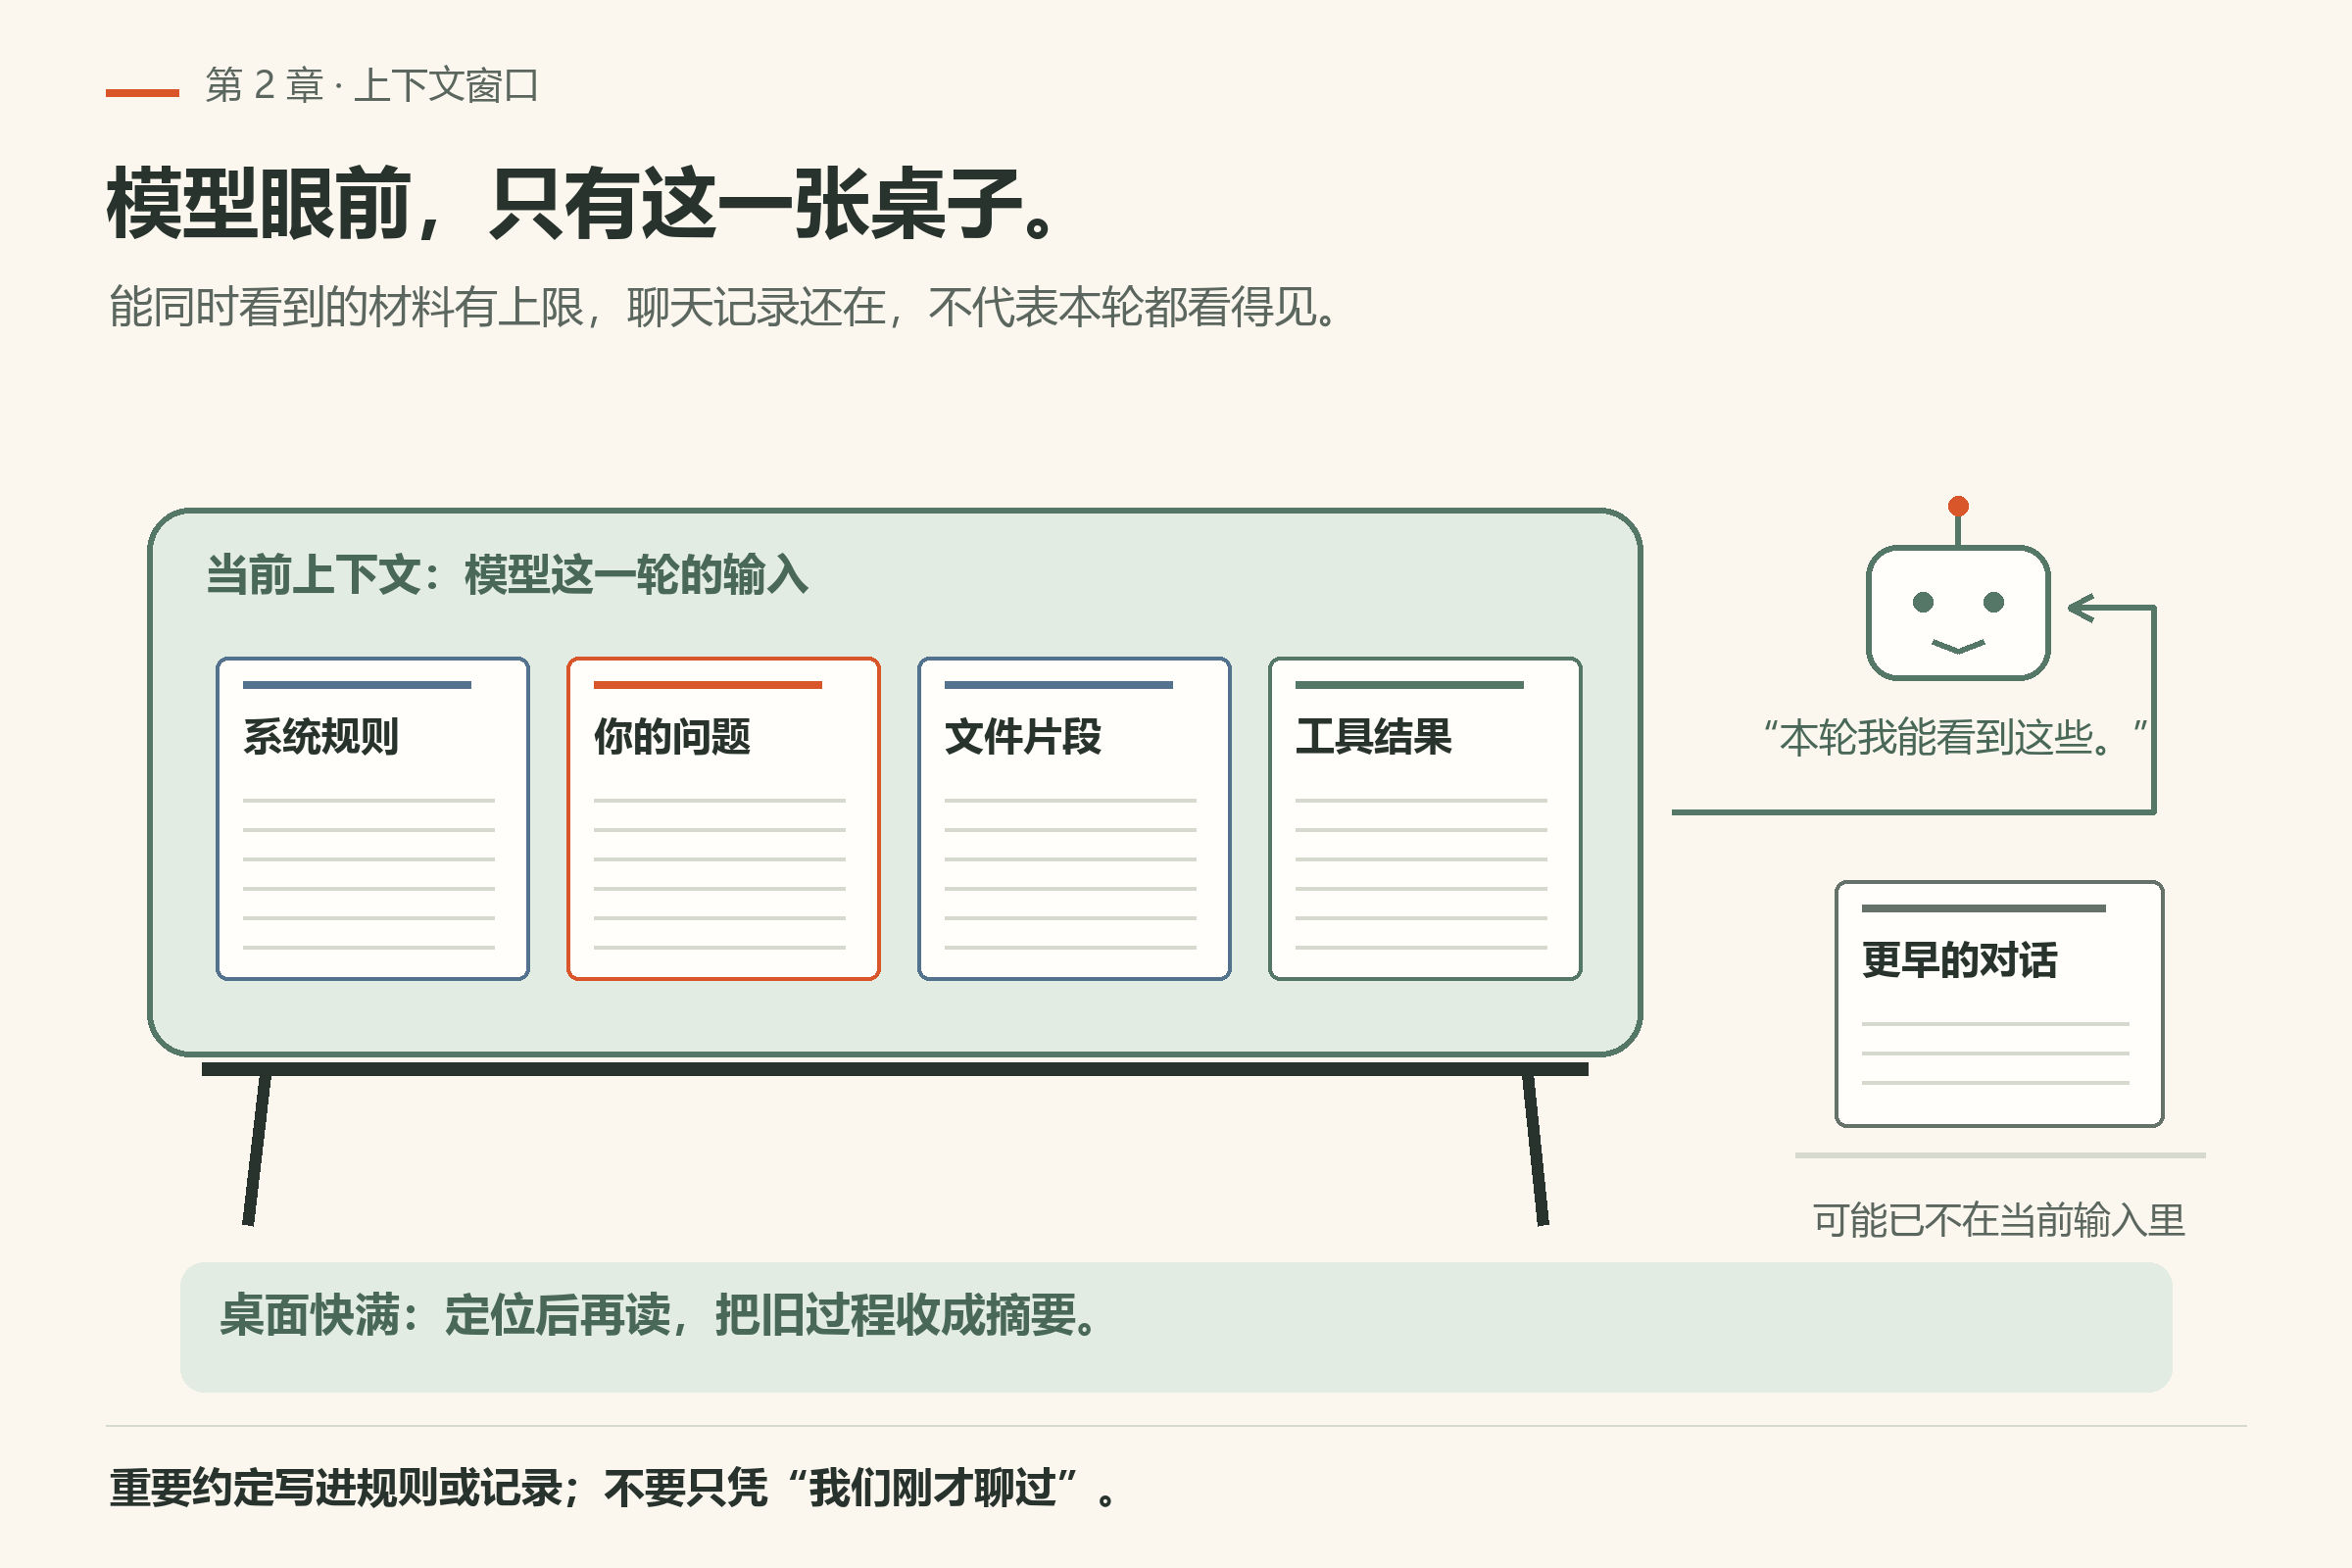 第 2 章 · 上下文窗口
模型眼前，只有这一张桌子。
能同时看到的材料有上限，聊天记录还在，不代表本轮都看得见。
当前上下文：模型这一轮的输入
系统规则
你的问题
文件片段
工具结果
“本轮我能看到这些。”
更早的对话
可能已不在当前输入里
桌面快满：定位后再读，把旧过程收成摘要。
重要约定写进规则或记录；不要只凭“我们刚才聊过”。